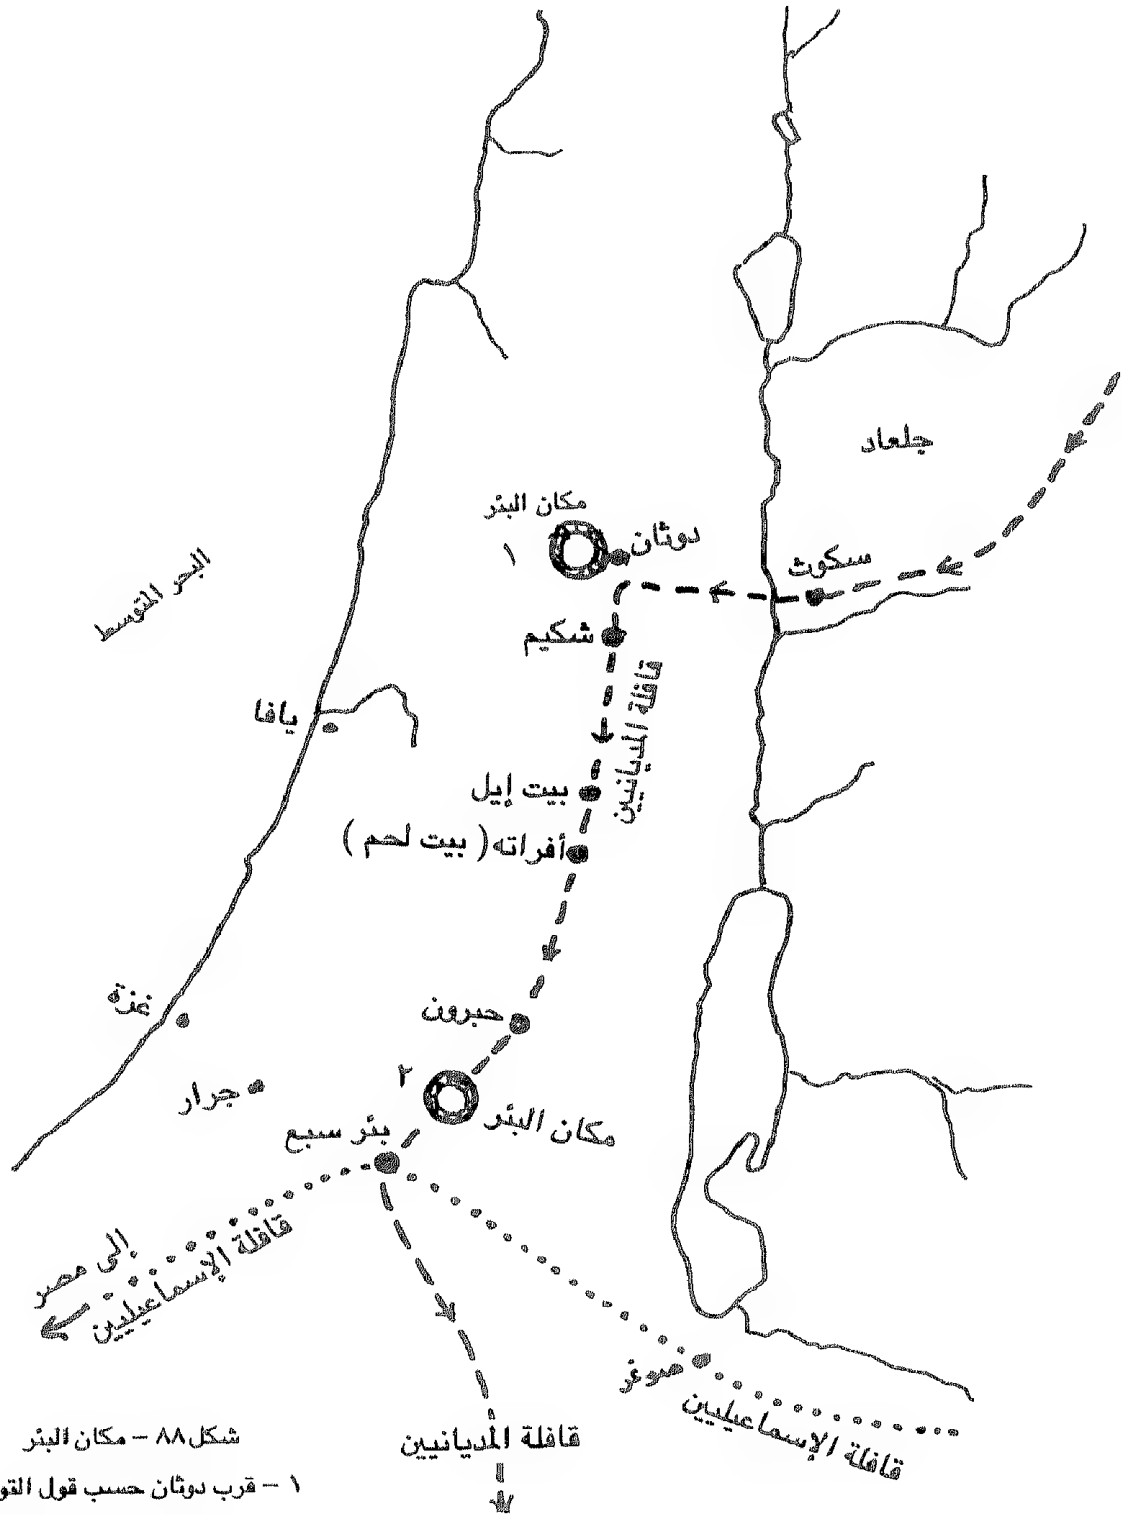 جلعاد
مكان البئر
١
دوثان
سكوث
البحر المتوسط
شكيم
قافلة المديانيين
يافا
بيت إيل
أفراته ( بيت لحم )
غزة
حبرون
جرار
٢
مكان البئر
بئر سبع
إلى مصر
قافلة الإسماعيليين
صوغر
قافلة الإسماعيليين
قافلة المديانيين
شكل ٨٨ – مكان البئر
١ – قرب دوثان حسب قول